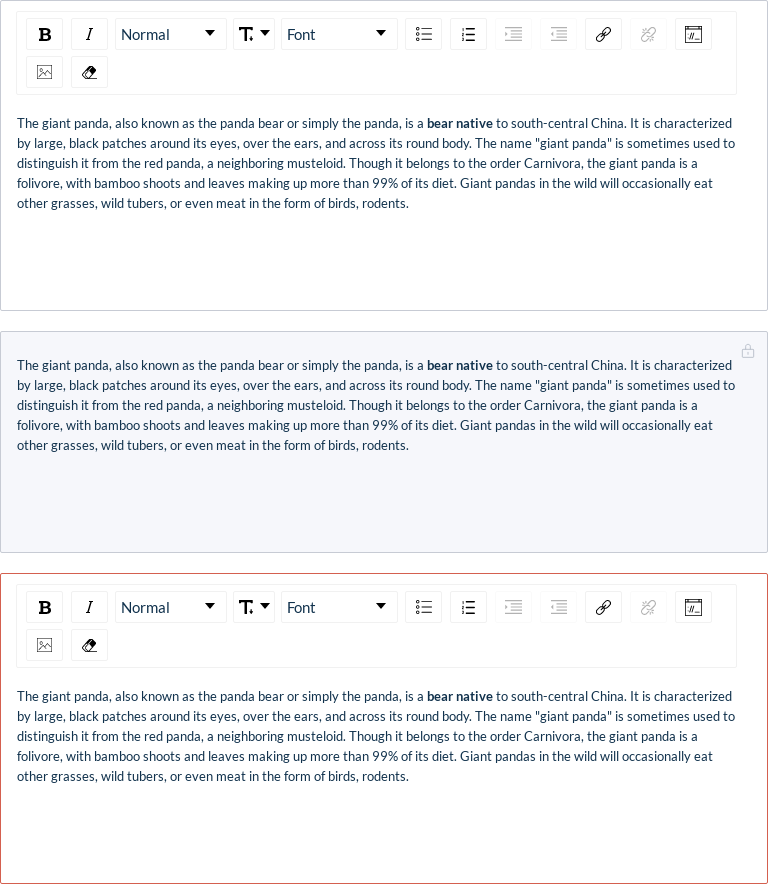 B I Normal T Font
The giant panda, also known as the panda bear or simply the panda, is a bear native to south-central China. It is characterized
by large, black patches around its eyes, over the ears, and across its round body. The name "giant panda" is sometimes used to
distinguish it from the red panda, a neighboring musteloid. Though it belongs to the order Carnivora, the giant panda is a
folivore, with bamboo shoots and leaves making up more than 99% of its diet. Giant pandas in the wild will occasionally eat
other grasses, wild tubers, or even meat in the form of birds, rodents.
The giant panda, also known as the panda bear or simply the panda, is a bear native to south-central China. It is characterized
by large, black patches around its eyes, over the ears, and across its round body. The name "giant panda" is sometimes used to
distinguish it from the red panda, a neighboring musteloid. Though it belongs to the order Carnivora, the giant panda is a
folivore, with bamboo shoots and leaves making up more than 99% of its diet. Giant pandas in the wild will occasionally eat
other grasses, wild tubers, or even meat in the form of birds, rodents.
B I Normal T Font
The giant panda, also known as the panda bear or simply the panda, is a bear native to south-central China. It is characterized
by large, black patches around its eyes, over the ears, and across its round body. The name "giant panda" is sometimes used to
distinguish it from the red panda, a neighboring musteloid. Though it belongs to the order Carnivora, the giant panda is a
folivore, with bamboo shoots and leaves making up more than 99% of its diet. Giant pandas in the wild will occasionally eat
other grasses, wild tubers, or even meat in the form of birds, rodents.